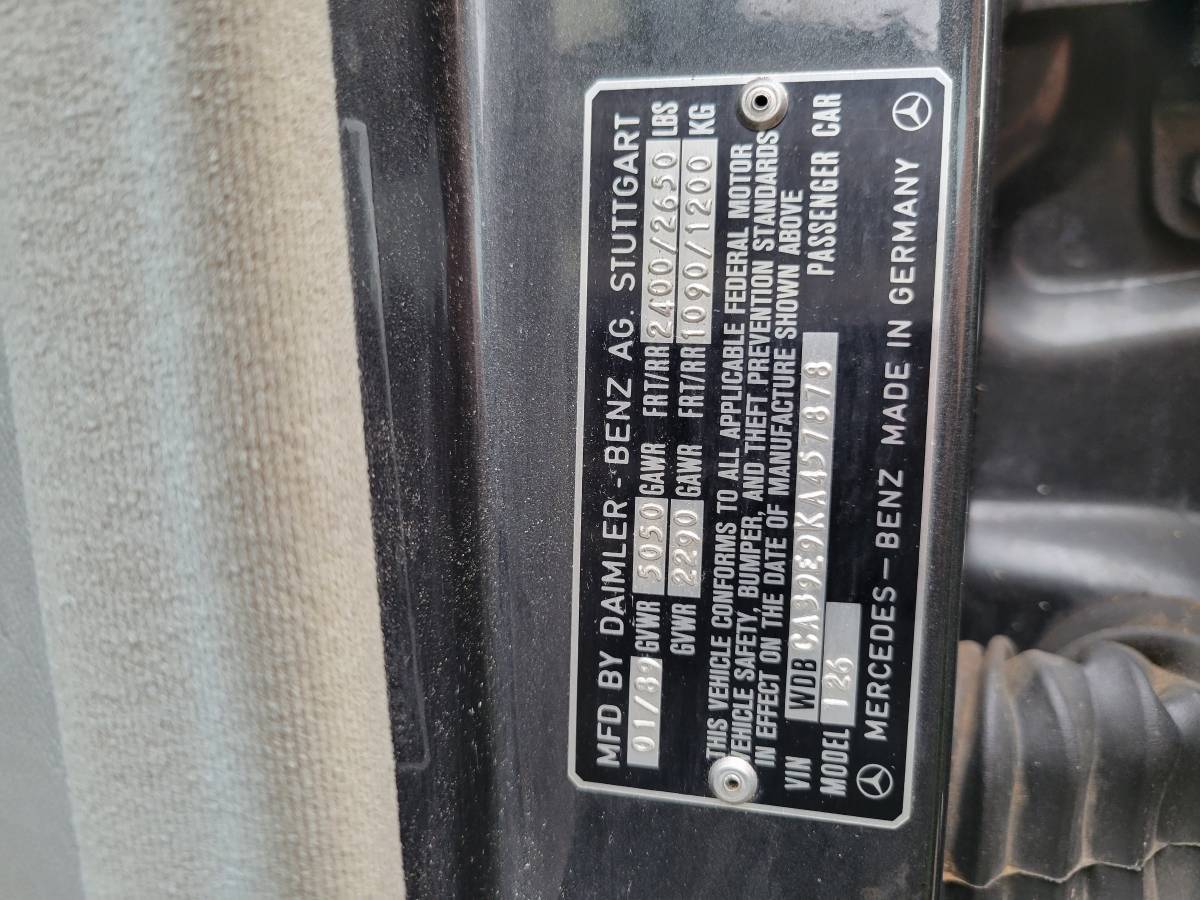 MFD BY DAIMLER - BENZ AG. STUTTGART
01/89 GVWR 5050 GAWR FRT/RR 2400/2650 LBS
GVWR 2290 GAWR FRT/RR 1090/1200 KG
THIS VEHICLE CONFORMS TO ALL APPLICABLE FEDERAL MOTOR
VEHICLE SAFETY, BUMPER, AND THEFT PREVENTION STANDARDS
IN EFFECT ON THE DATE OF MANUFACTURE SHOWN ABOVE
VIN WDB CA39E9KA457878 PASSENGER CAR
MODEL 126
MERCEDES-BENZ MADE IN GERMANY